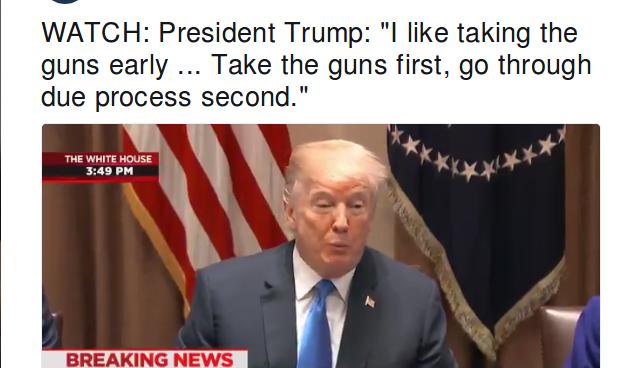 WATCH: President Trump: "I like taking the
guns early ... Take the guns first, go through
due process second."
THE WHITE HOUSE
3:49 PM
BREAKING NEWS